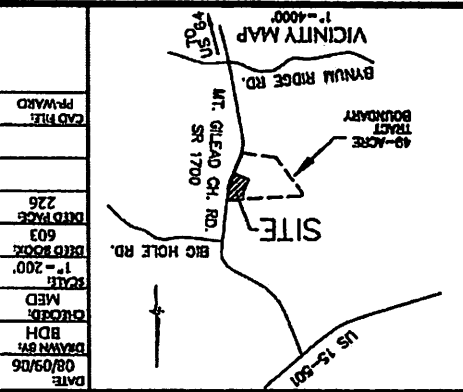 DATE
08/09/06
DRAWN BY:
BDH
CHECKED:
MED
SCALE:
1" = 200'
DEED BOOK:
603
DEED PAGE
226
CAD FILE:
PP-WARD
US 15-501
BIG HOLE RD.
SITE
MT. GILEAD CH. RD.
SR 1700
49-ACRE
TRACT
BOUNDARY
BYNUM RIDGE RD.
TO
US 64
VICINITY MAP
1"=4000'